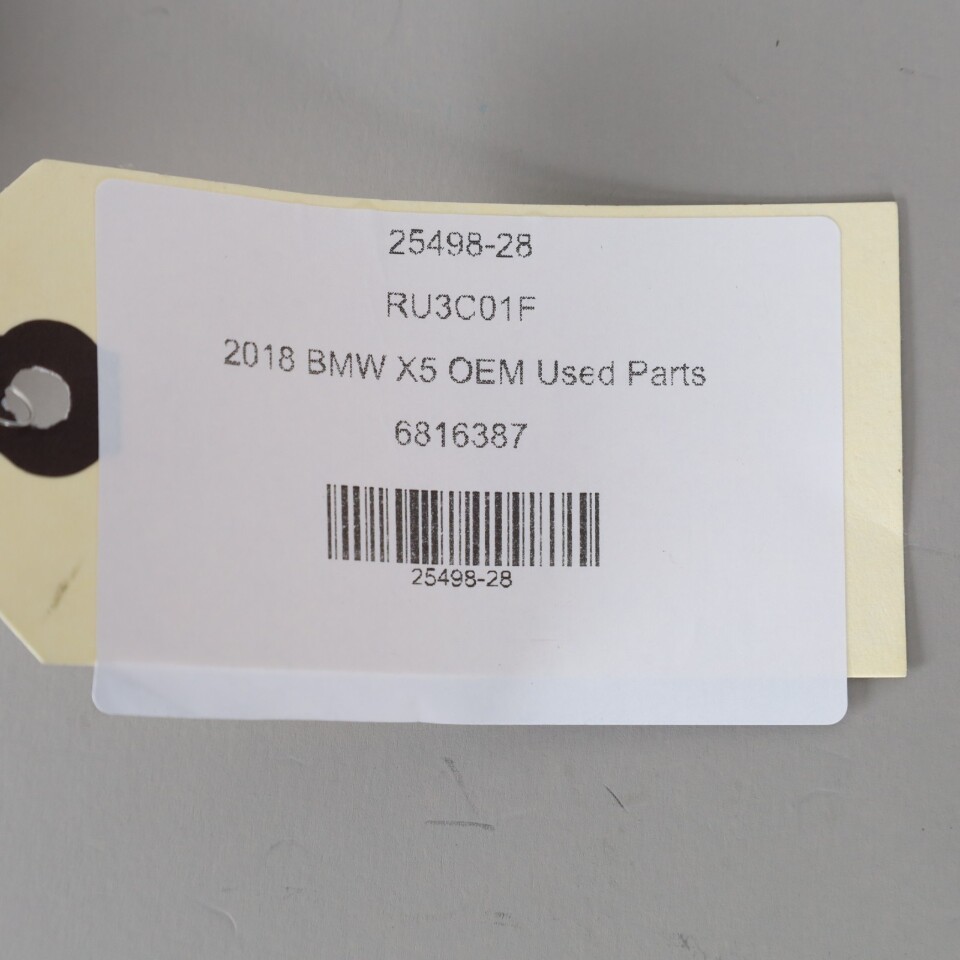 25498-28
RU3C01F
2018 BMW X5 OEM Used Parts
6816387
25498-28